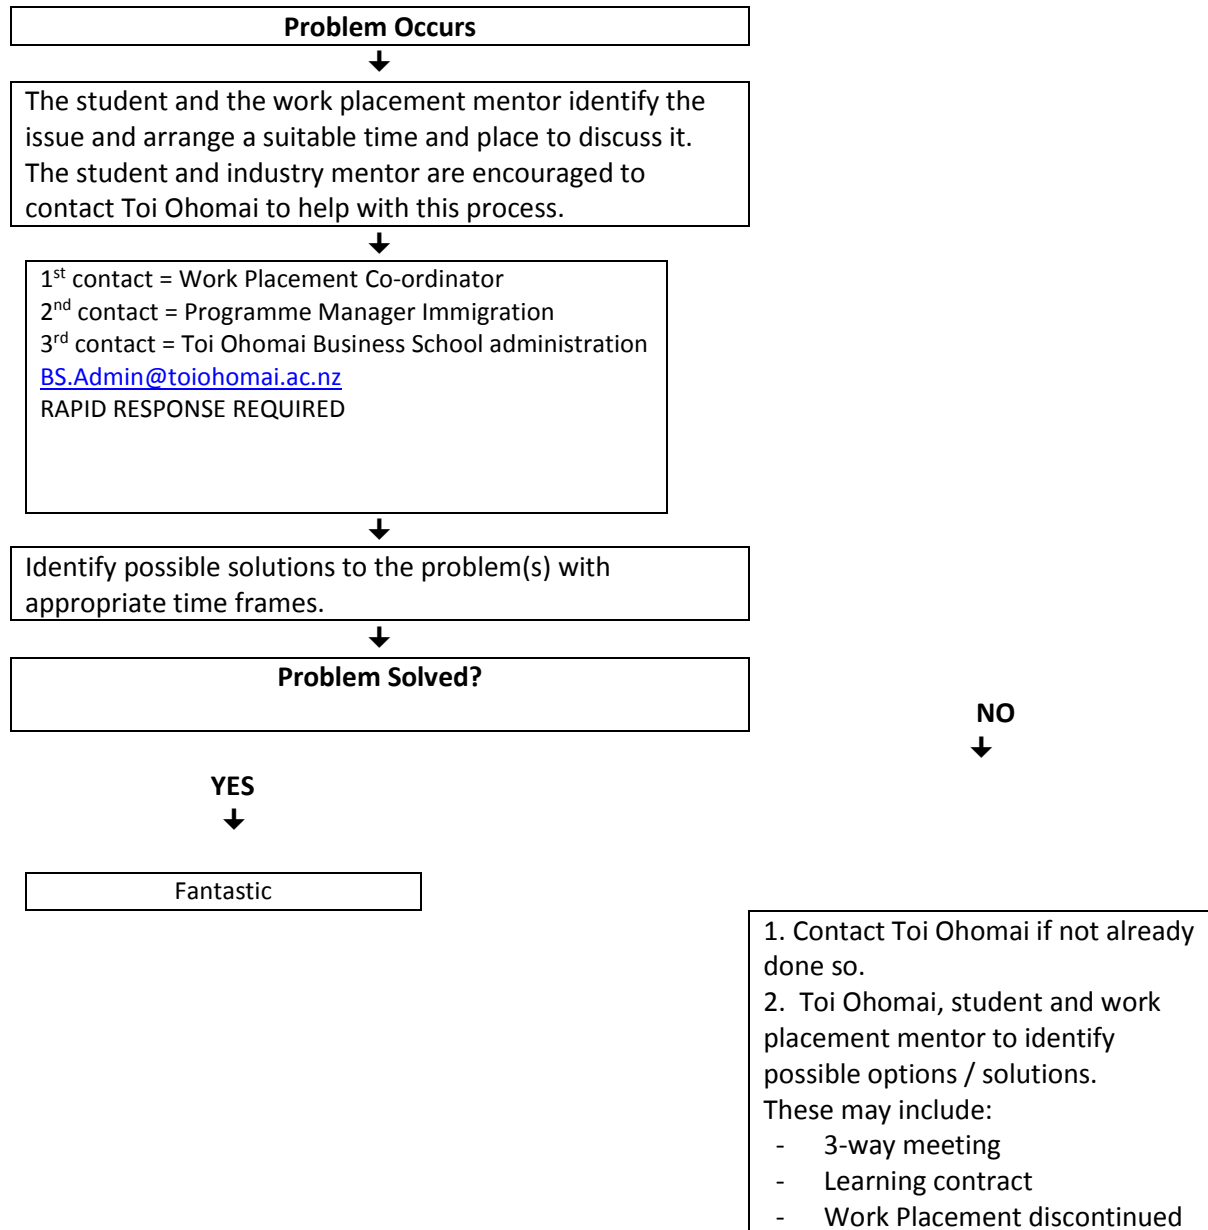 Problem Occurs
The student and the work placement mentor identify the
issue and arrange a suitable time and place to discuss it.
The student and industry mentor are encouraged to
contact Toi Ohomai to help with this process.
1st contact = Work Placement Co-ordinator
2nd contact = Programme Manager Immigration
3rd contact = Toi Ohomai Business School administration
BS.Admin@toiohomai.ac.nz
RAPID RESPONSE REQUIRED
Identify possible solutions to the problem(s) with
appropriate time frames.
Problem Solved?
NO
YES
Fantastic
1. Contact Toi Ohomai if not already
done so.
2. Toi Ohomai, student and work
placement mentor to identify
possible options / solutions.
These may include:
- 3-way meeting
- Learning contract
- Work Placement discontinued